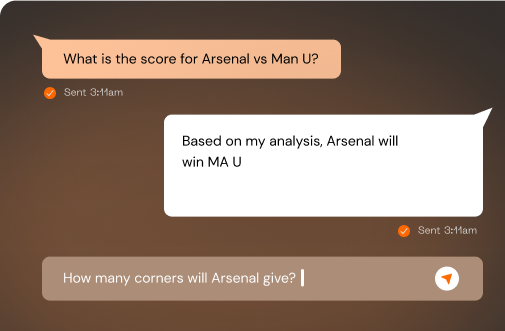 What is the score for Arsenal vs Man U?
Sent 3:11am
Based on my analysis, Arsenal will
win MA U
Sent 3:11am
How many corners will Arsenal give?